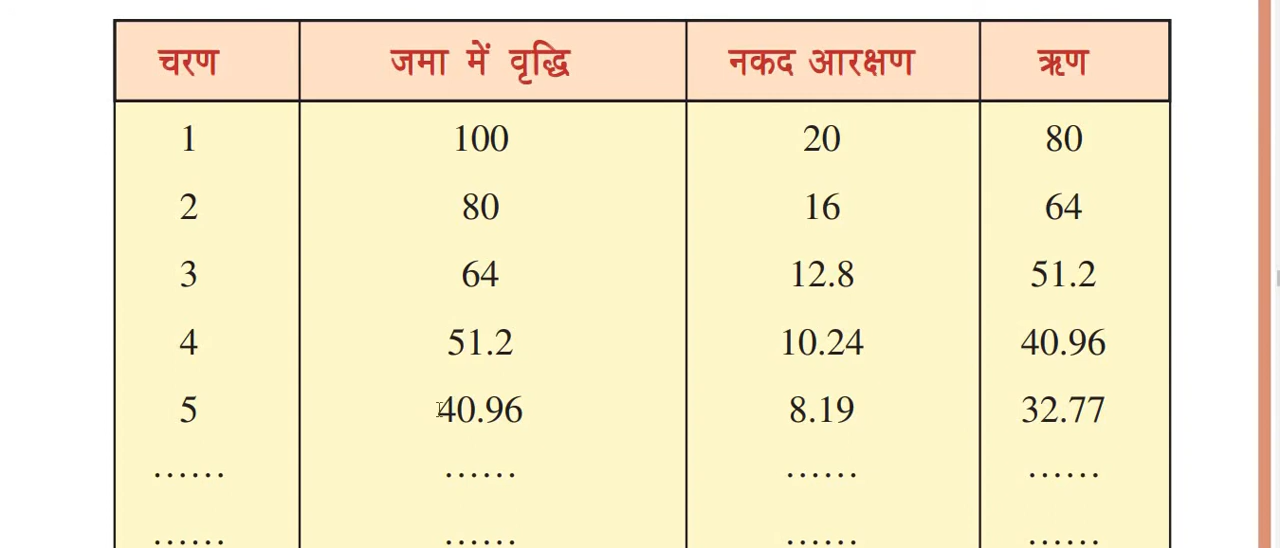 चरण जमा में वृद्धि नकद आरक्षण ऋण
1 100 20 80
2 80 16 64
3 64 12.8 51.2
4 51.2 10.24 40.96
5 40.96 8.19 32.77
...... ...... ...... ......
...... ...... ...... ......